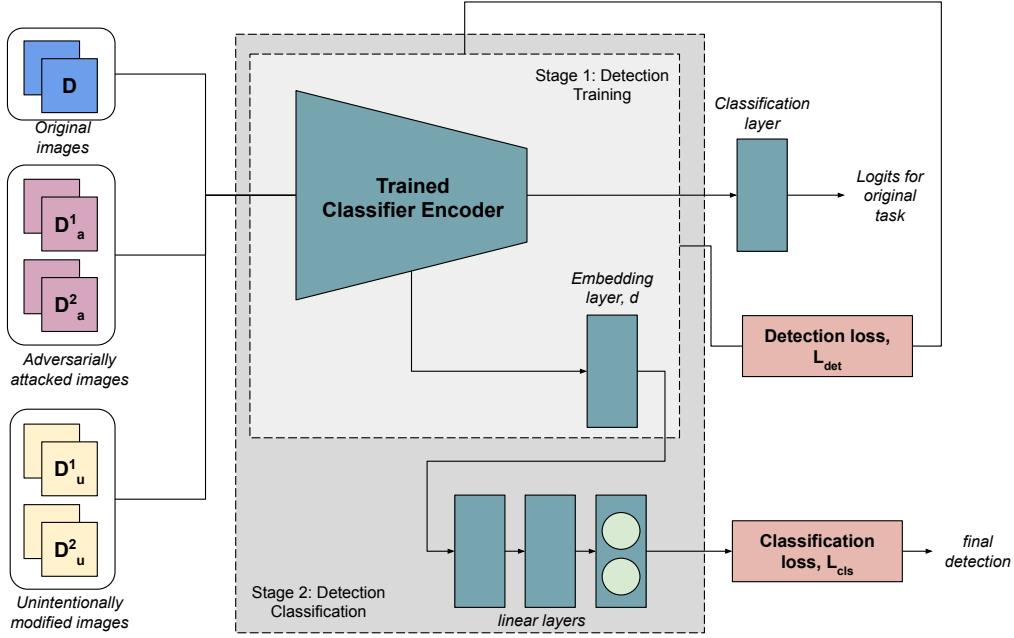 D
Original
images
D¹ₐ
D²ₐ
Adversarially
attacked images
D¹ᵤ
D²ᵤ
Unintentionally
modified images
Stage 1: Detection
Training
Trained
Classifier Encoder
Embedding
layer, d
Classification
layer
Logits for
original
task
Detection loss,
L_det
Stage 2: Detection
Classification
linear layers
Classification
loss, L_cls
final
detection